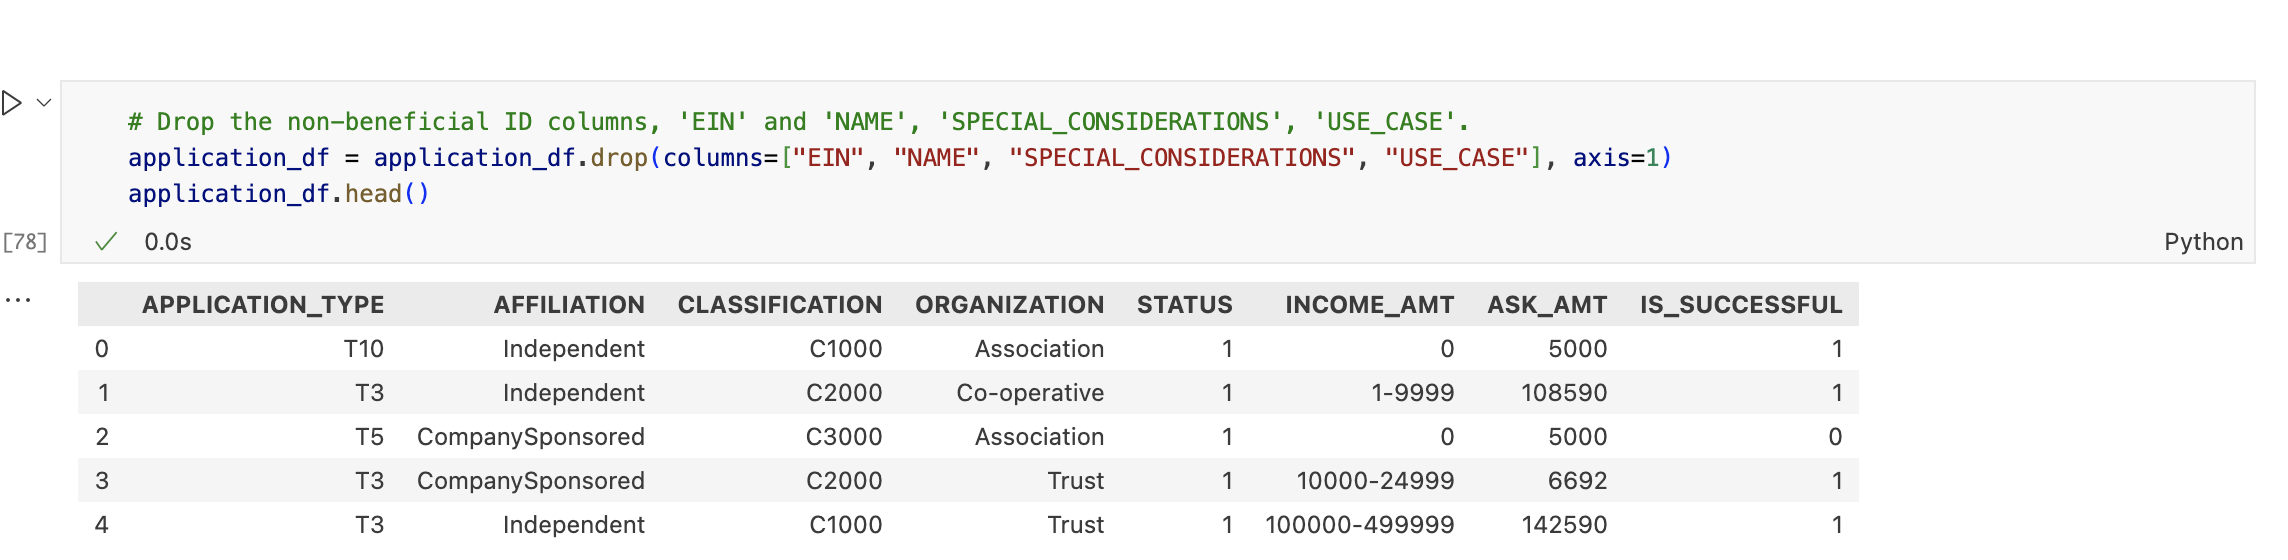 # Drop the non-beneficial ID columns, 'EIN' and 'NAME', 'SPECIAL_CONSIDERATIONS', 'USE_CASE'.
application_df = application_df.drop(columns=["EIN", "NAME", "SPECIAL_CONSIDERATIONS", "USE_CASE"], axis=1)
application_df.head()
[78] 0.0s Python
... APPLICATION_TYPE AFFILIATION CLASSIFICATION ORGANIZATION STATUS INCOME_AMT ASK_AMT IS_SUCCESSFUL
0 T10 Independent C1000 Association 1 0 5000 1
1 T3 Independent C2000 Co-operative 1 1-9999 108590 1
2 T5 CompanySponsored C3000 Association 1 0 5000 0
3 T3 CompanySponsored C2000 Trust 1 10000-24999 6692 1
4 T3 Independent C1000 Trust 1 100000-499999 142590 1